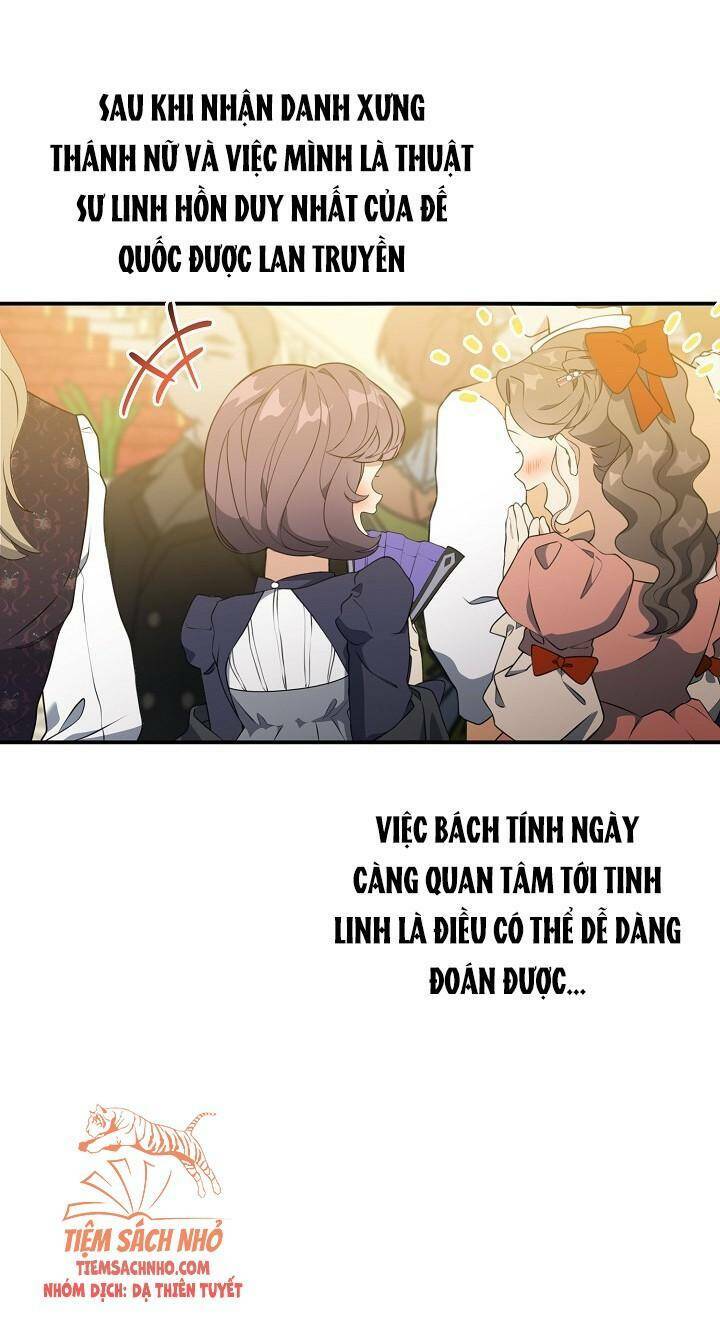 SAU KHI NHẬN DANH XƯNG
THÁNH NỮ VÀ VIỆC MÌNH LÀ THUẬT
SƯ LINH HỒN DUY NHẤT CỦA ĐẾ
QUỐC ĐƯỢC LAN TRUYỀN
VIỆC BÁCH TÍNH NGÀY
CÀNG QUAN TÂM TỚI TINH
LINH LÀ ĐIỀU CÓ THỂ DỄ DÀNG
ĐOÁN ĐƯỢC...
TIỆM SÁCH NHỎ
TIEMSACHNHO.COM
NHÓM DỊCH: DẠ THIÊN TUYẾT